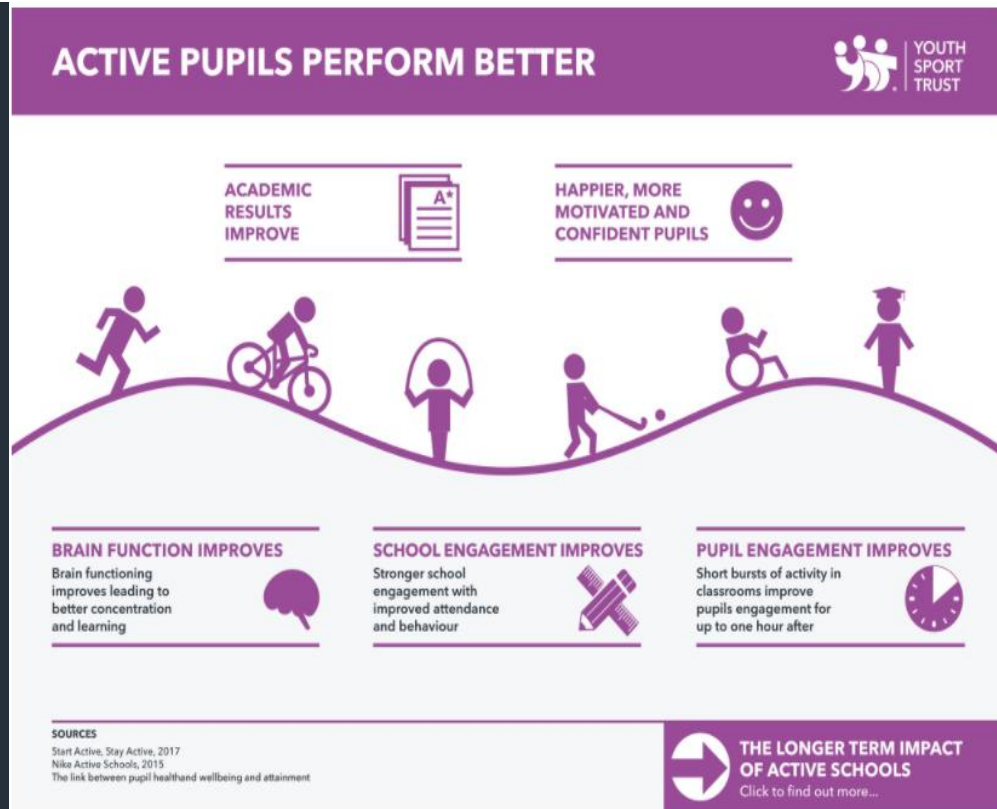 ACTIVE PUPILS PERFORM BETTER
YOUTH
SPORT
TRUST
ACADEMIC
RESULTS
IMPROVE
A*
HAPPIER, MORE
MOTIVATED AND
CONFIDENT PUPILS
BRAIN FUNCTION IMPROVES
Brain functioning
improves leading to
better concentration
and learning
SCHOOL ENGAGEMENT IMPROVES
Stronger school
engagement with
improved attendance
and behaviour
PUPIL ENGAGEMENT IMPROVES
Short bursts of activity in
classrooms improve
pupils engagement for
up to one hour after
SOURCES
Start Active, Stay Active, 2017
Nike Active Schools, 2015
The link between pupil healthand wellbeing and attainment
THE LONGER TERM IMPACT
OF ACTIVE SCHOOLS
Click to find out more...